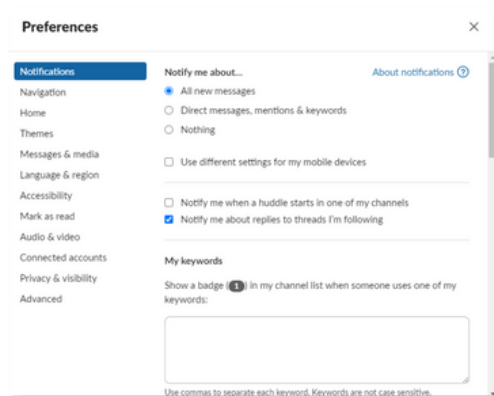 Preferences
Notifications
Navigation
Home
Themes
Messages & media
Language & region
Accessibility
Mark as read
Audio & video
Connected accounts
Privacy & visibility
Advanced
Notify me about...
About notifications
All new messages
Direct messages, mentions & keywords
Nothing
Use different settings for my mobile devices
Notify me when a huddle starts in one of my channels
Notify me about replies to threads I'm following
My keywords
Show a badge (1) in my channel list when someone uses one of my
keywords:
Use commas to separate each keyword. Keywords are not case sensitive.